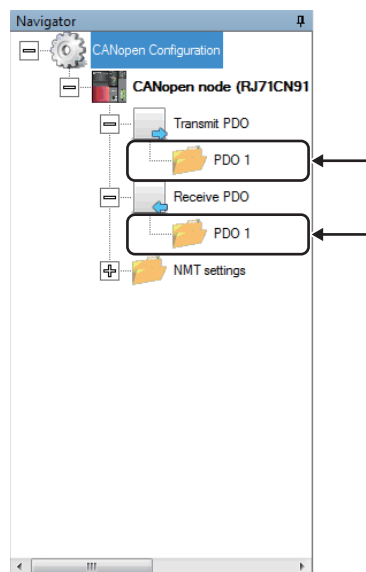 Navigator
CANopen Configuration
CANopen node (RJ71CN91
Transmit PDO
PDO 1
Receive PDO
PDO 1
NMT settings